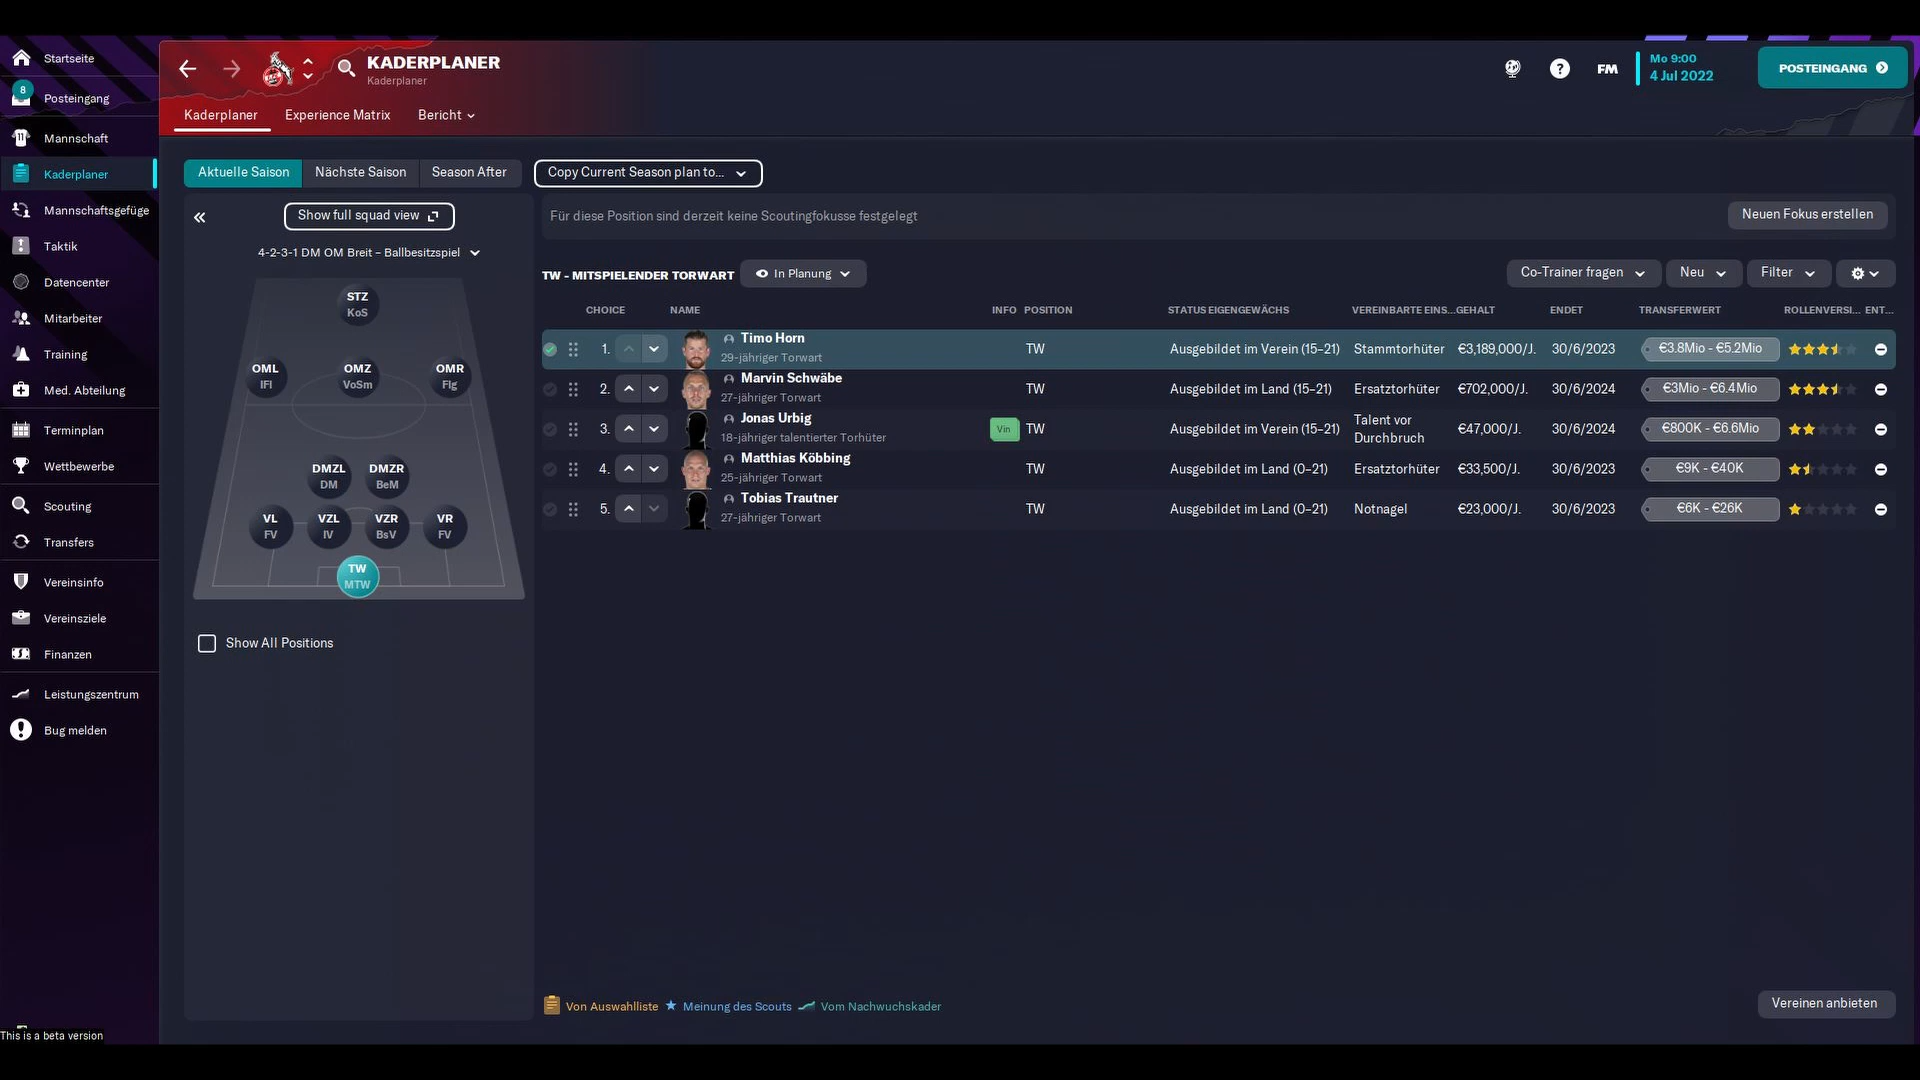 Startseite
8
Posteingang
Mannschaft
Kaderplaner
Mannschaftsgefüge
Taktik
Datencenter
Mitarbeiter
Training
Med. Abteilung
Terminplan
Wettbewerbe
Scouting
Transfers
Vereinsinfo
Vereinsziele
Finanzen
Leistungszentrum
Bug melden
This is a beta version
KADERPLANER
Kaderplaner
FM
Mo 9:00
4 Jul 2022
POSTEINGANG
Kaderplaner Experience Matrix Bericht
Aktuelle Saison Nächste Saison Season After Copy Current Season plan to...
Show full squad view
4-2-3-1 DM OM Breit – Ballbesitzspiel
STZ
KoS
OML OMZ OMR
IFl VoSm Flg
DMZL DMZR
DM BeM
VL VZL VZR VR
FV IV BsV FV
TW
MTW
Show All Positions
Für diese Position sind derzeit keine Scoutingfokusse festgelegt
Neuen Fokus erstellen
TW - MITSPIELENDER TORWART In Planung Co-Trainer fragen Neu Filter
CHOICE NAME INFO POSITION STATUS EIGENGEWÄCHS VEREINBARTE EINS... GEHALT ENDET TRANSFERWERT ROLLENVERSI... ENT...
1. Timo Horn TW Ausgebildet im Verein (15–21) Stammtorhüter €3,189,000/J. 30/6/2023 €3.8Mio - €5.2Mio
29-jähriger Torwart
2. Marvin Schwäbe TW Ausgebildet im Land (15–21) Ersatztorhüter €702,000/J. 30/6/2024 €3Mio - €6.4Mio
27-jähriger Torwart
3. Jonas Urbig Vin TW Ausgebildet im Verein (15–21) Talent vor Durchbruch €47,000/J. 30/6/2024 €800K - €6.6Mio
18-jähriger talentierter Torhüter
4. Matthias Köbbing TW Ausgebildet im Land (0–21) Ersatztorhüter €33,500/J. 30/6/2023 €9K - €40K
25-jähriger Torwart
5. Tobias Trautner TW Ausgebildet im Land (0–21) Notnagel €23,000/J. 30/6/2023 €6K - €26K
27-jähriger Torwart
Von Auswahlliste Meinung des Scouts Vom Nachwuchskader
Vereinen anbieten